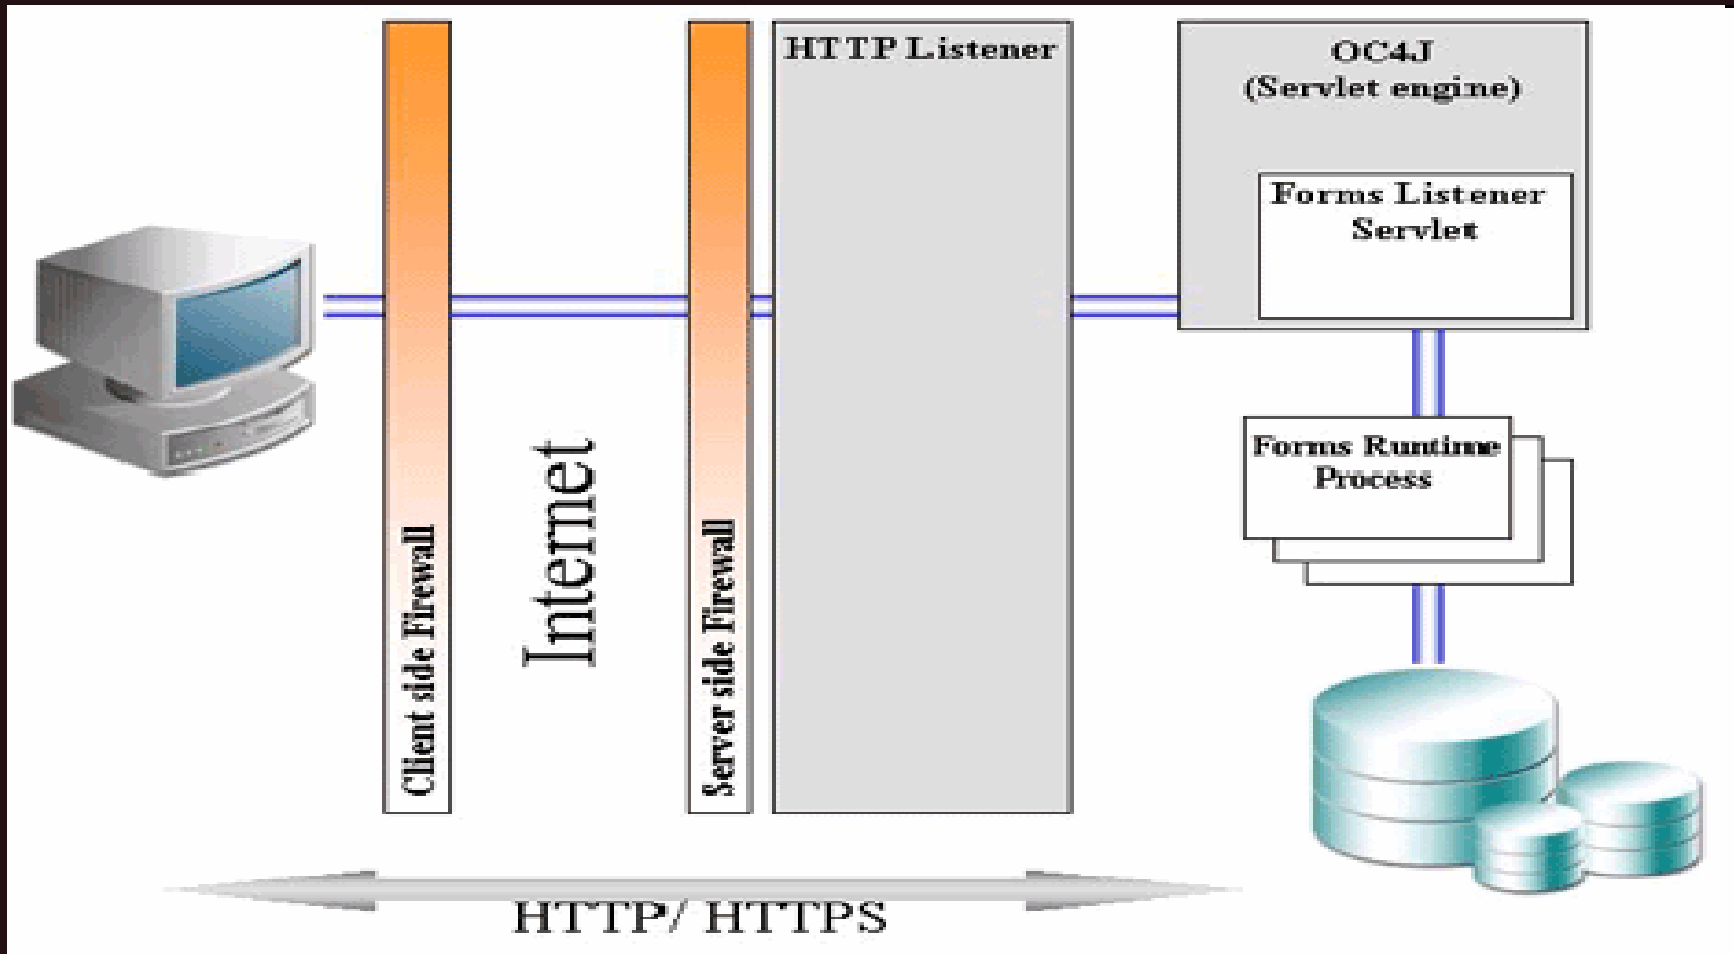 HTTP Listener
OC4J
(Servlet engine)
Forms Listener
Servlet
Forms Runtime
Process
Client side Firewall
Internet
Server side Firewall
HTTP/ HTTPS